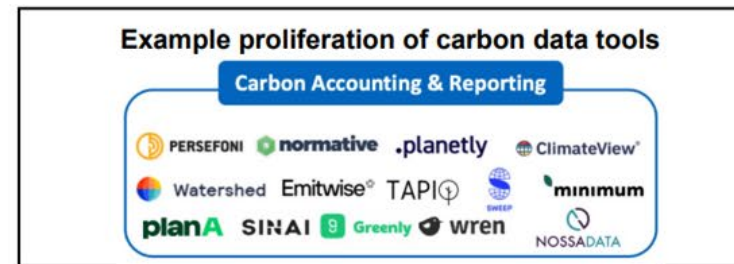 Example proliferation of carbon data tools
Carbon Accounting & Reporting
PERSEFONI normative .planetly ClimateView
Watershed Emitwise TAPIO SWEEP minimum
planA SINAI Greenly wren NOSSADATA